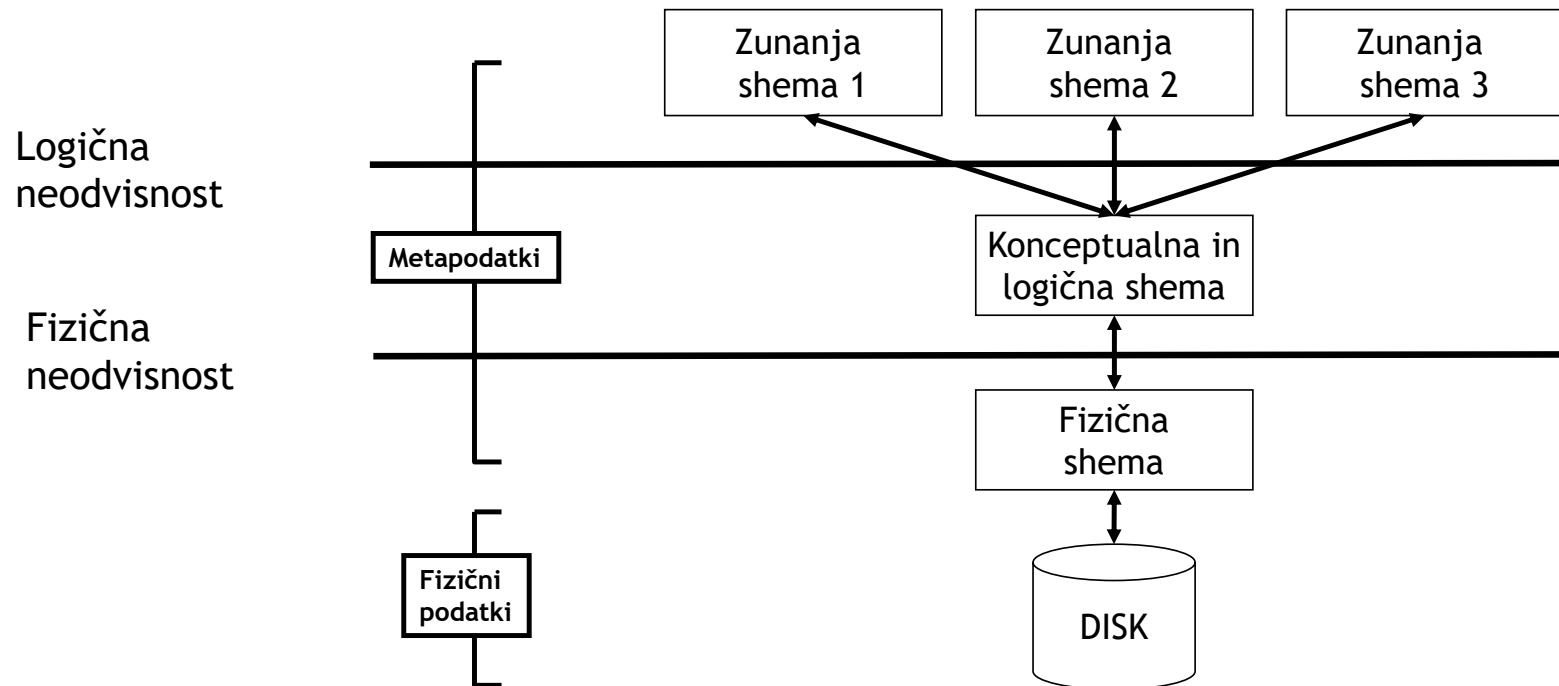 Zunanja
shema 1
Zunanja
shema 2
Zunanja
shema 3
Logična
neodvisnost
Metapodatki
Konceptualna in
logična shema
Fizična
neodvisnost
Fizična
shema
Fizični
podatki
DISK